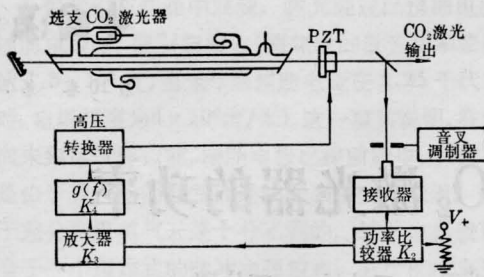 选支CO₂激光器
PZT
CO₂激光
输出
高压
转换器
音叉
调制器
g(f)
K₄
接收器
放大器
K₃
功率比
较器 K₂
V₊